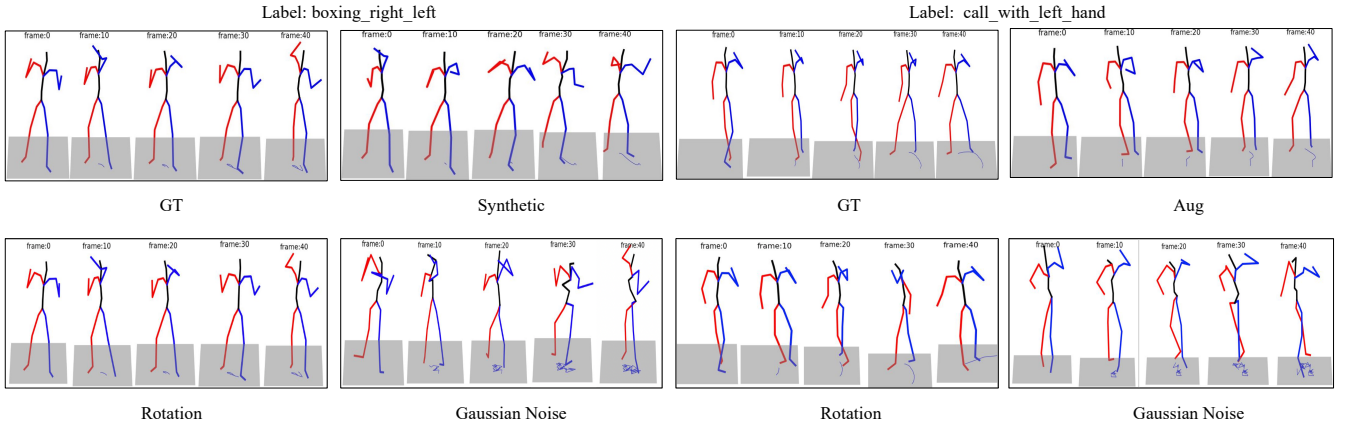 Label: boxing_right_left
Label: call_with_left_hand
frame:0 frame:10 frame:20 frame:30 frame:40
frame:0 frame:10 frame:20 frame:30 frame:40
frame:0 frame:10 frame:20 frame:30 frame:40
frame:0 frame:10 frame:20 frame:30 frame:40
GT
Synthetic
GT
Aug
frame:0 frame:10 frame:20 frame:30 frame:40
frame:0 frame:10 frame:20 frame:30 frame:40
frame:0 frame:10 frame:20 frame:30 frame:40
frame:0 frame:10 frame:20 frame:30 frame:40
Rotation
Gaussian Noise
Rotation
Gaussian Noise